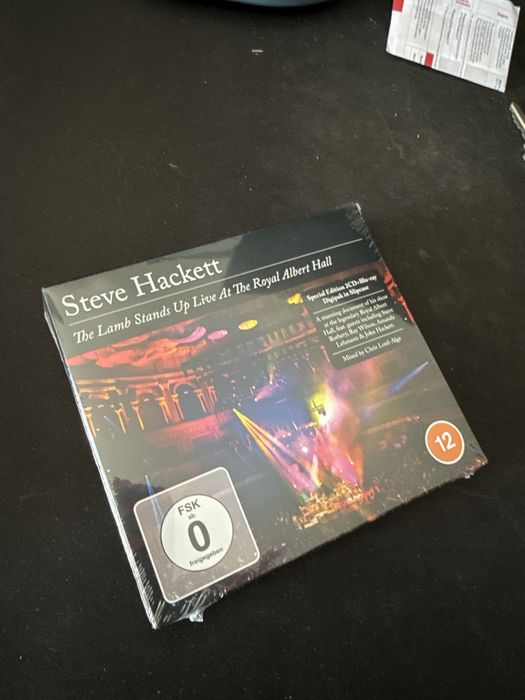 Steve Hackett
The Lamb Stands Up Live At The Royal Albert Hall
Special Edition 2CD+Blu-ray
Digipak in Slipcase
A stunning document of his show
at the legendary Royal Albert
Hall, feat. guests including Steve
Rothery, Ray Wilson, Amanda
Lehmann & John Hackett.
Mixed by Chris Lord-Alge
12
FSK
ab
0
freigegeben